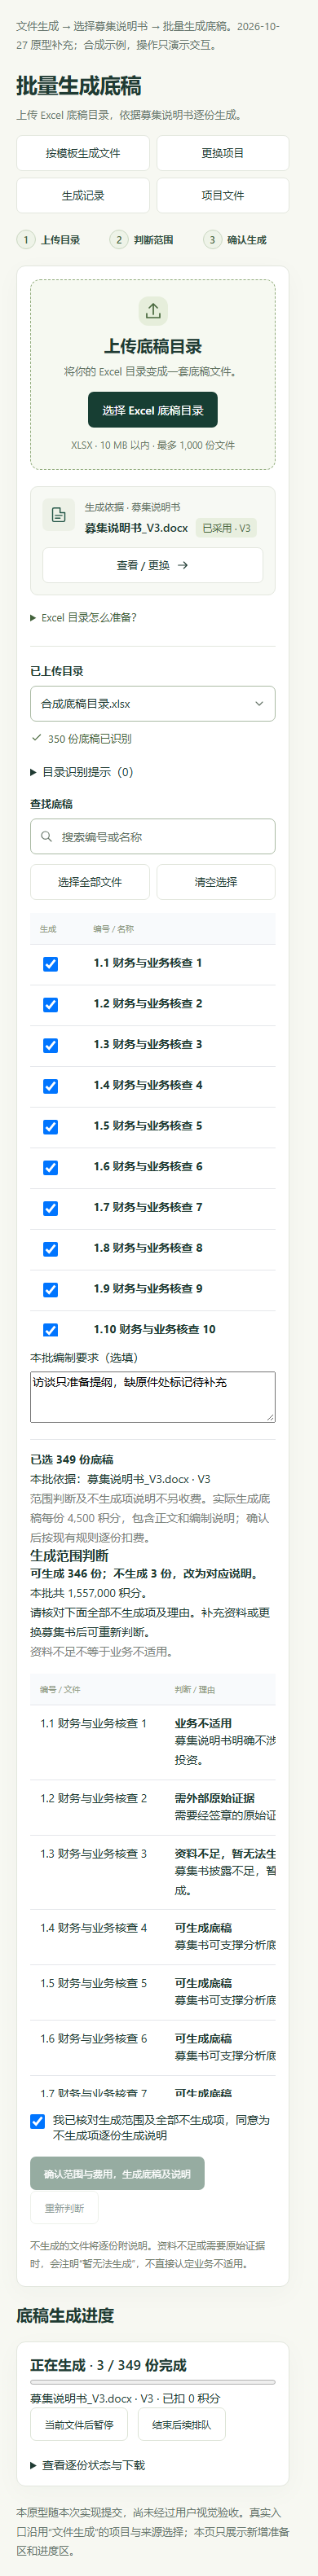 文件生成 → 选择募集说明书 → 批量生成底稿。2026-10-
27 原型补充；合成示例，操作只演示交互。
批量生成底稿
上传 Excel 底稿目录，依据募集说明书逐份生成。
按模板生成文件
更换项目
生成记录
项目文件
1 上传目录
2 判断范围
3 确认生成
上传底稿目录
将你的 Excel 目录变成一套底稿文件。
选择 Excel 底稿目录
XLSX · 10 MB 以内 · 最多 1,000 份文件
生成依据 · 募集说明书
募集说明书_V3.docx 已采用 · V3
查看 / 更换 →
▶ Excel 目录怎么准备？
已上传目录
合成底稿目录.xlsx
350 份底稿已识别
▶ 目录识别提示（0）
查找底稿
搜索编号或名称
选择全部文件
清空选择
生成 编号 / 名称
1.1 财务与业务核查 1
1.2 财务与业务核查 2
1.3 财务与业务核查 3
1.4 财务与业务核查 4
1.5 财务与业务核查 5
1.6 财务与业务核查 6
1.7 财务与业务核查 7
1.8 财务与业务核查 8
1.9 财务与业务核查 9
1.10 财务与业务核查 10
本批编制要求（选填）
访谈只准备提纲，缺原件处标记待补充
已选 349 份底稿
本批依据：募集说明书_V3.docx · V3
范围判断及不生成项说明不另收费。实际生成底
稿每份 4,500 积分，包含正文和编制说明；确认
后按现有规则逐份扣费。
生成范围判断
可生成 346 份；不生成 3 份，改为对应说明。
本批共 1,557,000 积分。
请核对下面全部不生成项及理由。补充资料或更
换募集书后可重新判断。
资料不足不等于业务不适用。
编号 / 文件 判断 / 理由
1.1 财务与业务核查 1 业务不适用
募集说明书明确不涉
投资。
1.2 财务与业务核查 2 需外部原始证据
需要经签章的原始证
1.3 财务与业务核查 3 资料不足，暂无法生
募集书披露不足，暂
成。
1.4 财务与业务核查 4 可生成底稿
募集书可支撑分析底
1.5 财务与业务核查 5 可生成底稿
募集书可支撑分析底
1.6 财务与业务核查 6 可生成底稿
募集书可支撑分析底
1.7 财务与业务核查 7 可生成底稿
我已核对生成范围及全部不生成项，同意为
不生成项逐份生成说明
确认范围与费用，生成底稿及说明
重新判断
不生成的文件将逐份附说明。资料不足或需要原始证据
时，会注明“暂无法生成”，不直接认定业务不适用。
底稿生成进度
正在生成 · 3 / 349 份完成
募集说明书_V3.docx · V3 · 已扣 0 积分
当前文件后暂停
结束后续排队
▶ 查看逐份状态与下载
本原型随本次实现提交，尚未经过用户视觉验收。真实入
口沿用“文件生成”的项目与来源选择；本页只展示新增准备
区和进度区。